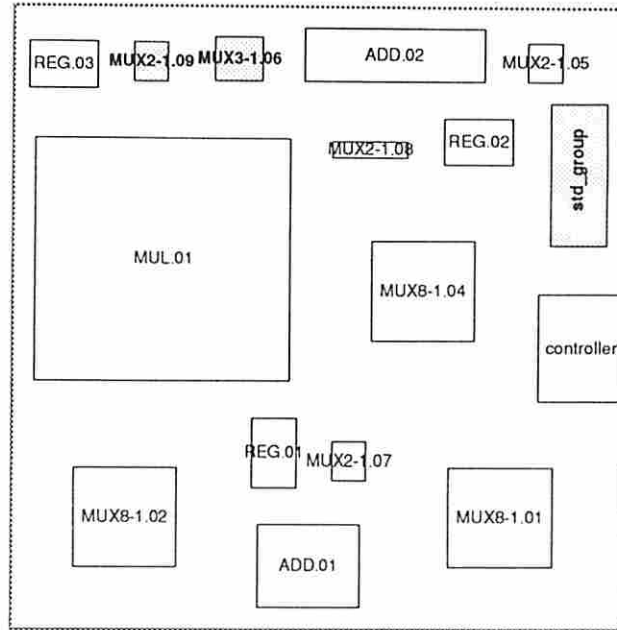 REG.03
MUX2-1.09
MUX3-1.06
ADD.02
MUX2-1.05
MUX2-1.08
REG.02
std_group
MUL.01
MUX8-1.04
controller
REG.01
MUX2-1.07
MUX8-1.02
MUX8-1.01
ADD.01